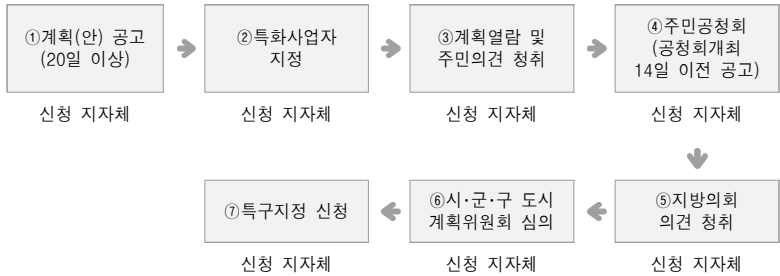 ①계획(안) 공고
(20일 이상)
신청 지자체
②특화사업자
지정
신청 지자체
③계획열람 및
주민의견 청취
신청 지자체
④주민공청회
(공청회개최
14일 이전 공고)
신청 지자체
⑤지방의회
의견 청취
신청 지자체
⑥시·군·구 도시
계획위원회 심의
신청 지자체
⑦특구지정 신청
신청 지자체